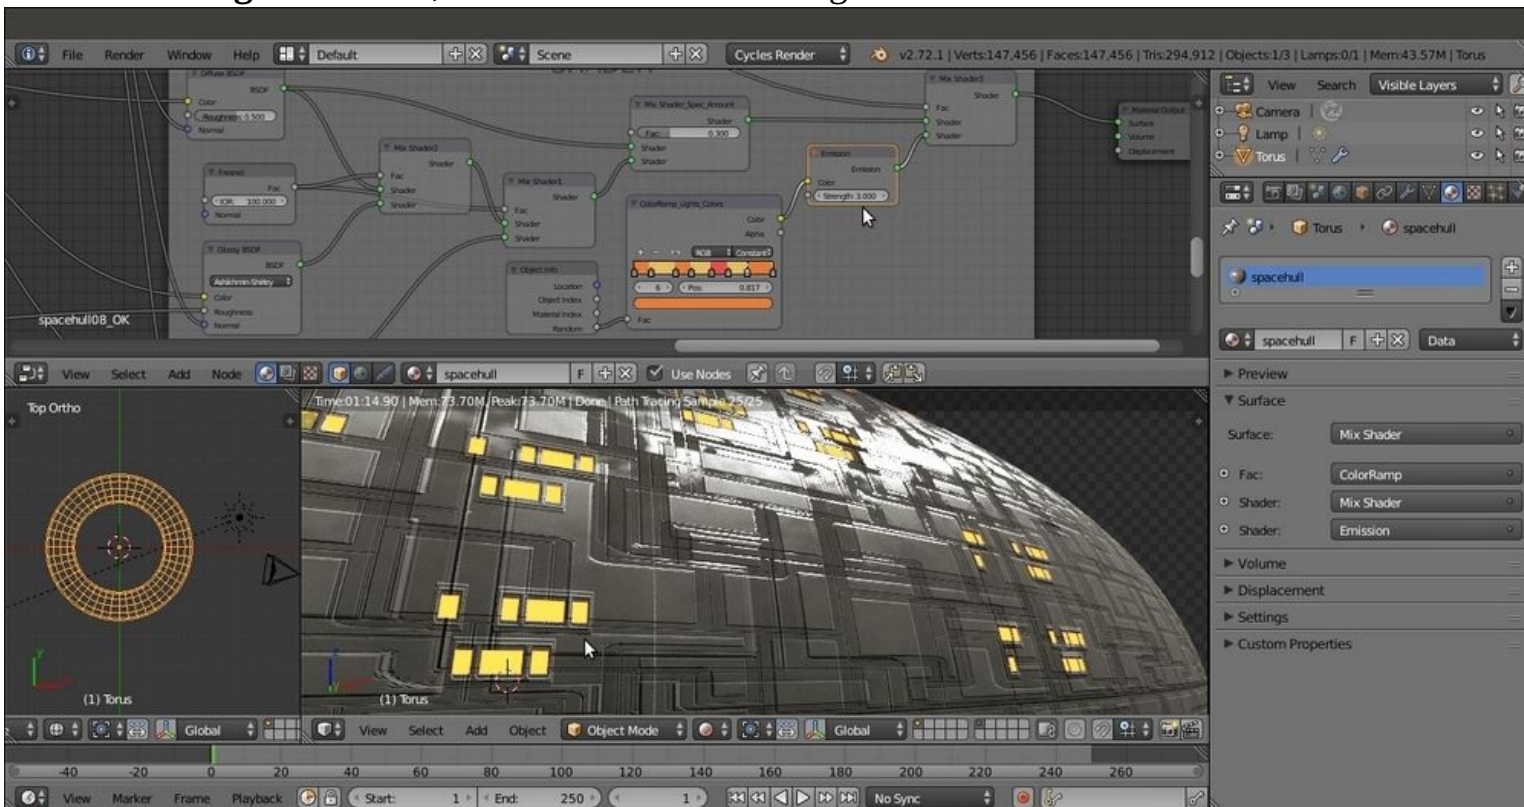 File Render Window Help Default Scene Cycles Render v2.72.1 | Verts:147,456 | Faces:147,456 | Tris:294,912 | Objects:1/3 | Lamps:0/1 | Mem:43.57M | Torus
View Search Visible Layers
Camera
Lamp
Torus
Torus spacehull
spacehull
spacehull F Data
Preview
Surface
Surface: Mix Shader
Fac: ColorRamp
Shader: Mix Shader
Shader: Emission
Volume
Displacement
Settings
Custom Properties
Diffuse BSDF
BSDF
Color
Roughness: 0.500
Normal
Fresnel
Fac
IOR: 100.000
Normal
Glossy BSDF
BSDF
Ashikhmin-Shirley
Color
Roughness
Normal
Mix Shader2
Shader
Fac
Shader
Shader
Mix Shader1
Shader
Fac
Shader
Shader
Object Info
Location
Object Index
Material Index
Random
Mix Shader_Spec_Amount
Shader
Fac: 0.300
Shader
Shader
ColorRamp_Lights_Colors
Color
Alpha
RGB Constant
6 Pos: 0.817
Fac
Emission
Emission
Color
Strength: 3.000
Mix Shader3
Shader
Fac
Shader
Shader
Material Output
Surface
Volume
Displacement
spacehull08_OK
View Select Add Node spacehull F Use Nodes
Top Ortho
(1) Torus
Global
Time:01:14.90 | Mem:73.70M, Peak:73.70M | Done | Path Tracing Sample 25/25
(1) Torus
View Select Add Object Object Mode Global
-40 -20 0 20 40 60 80 100 120 140 160 180 200 220 240 260
View Marker Frame Playback Start: 1 End: 250 1 No Sync